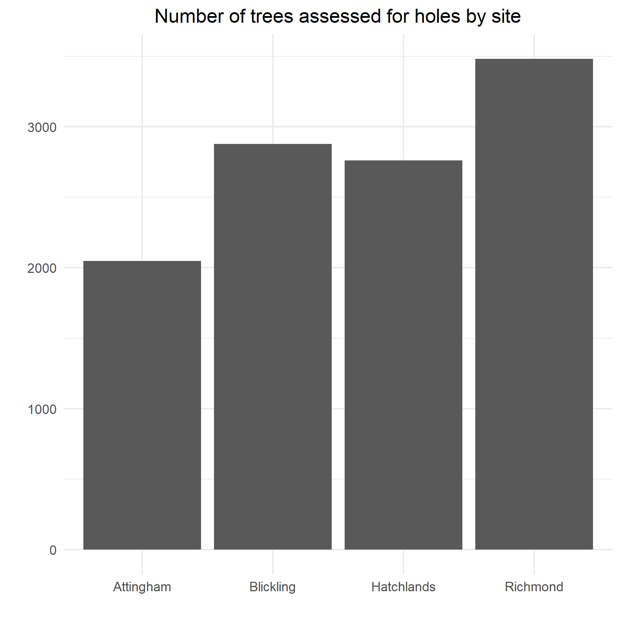 Number of trees assessed for holes by site
3000
2000
1000
0
Attingham Blickling Hatchlands Richmond